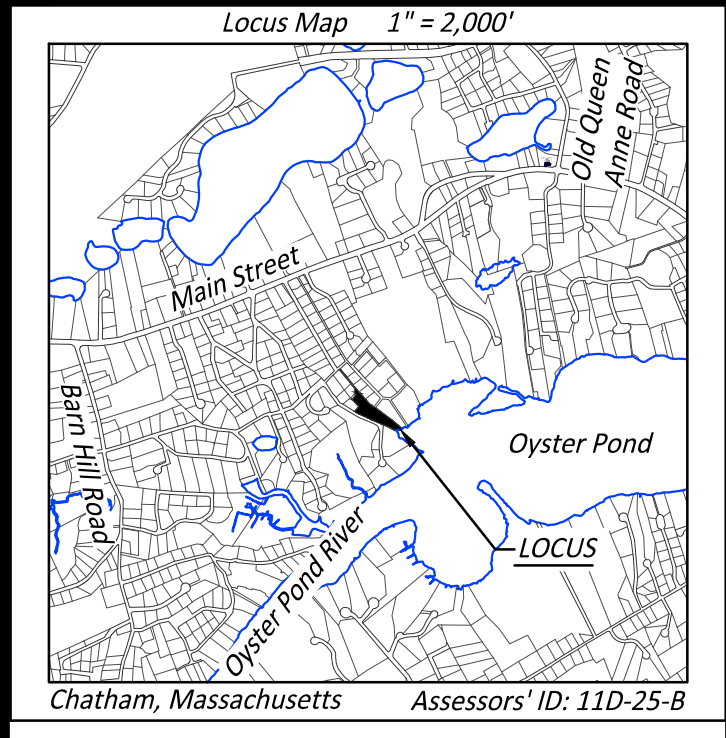 Locus Map 1" = 2,000'
Old Queen
Anne Road
Main Street
Barn Hill Road
Oyster Pond
Oyster Pond River
LOCUS
Chatham, Massachusetts Assessors' ID: 11D-25-B